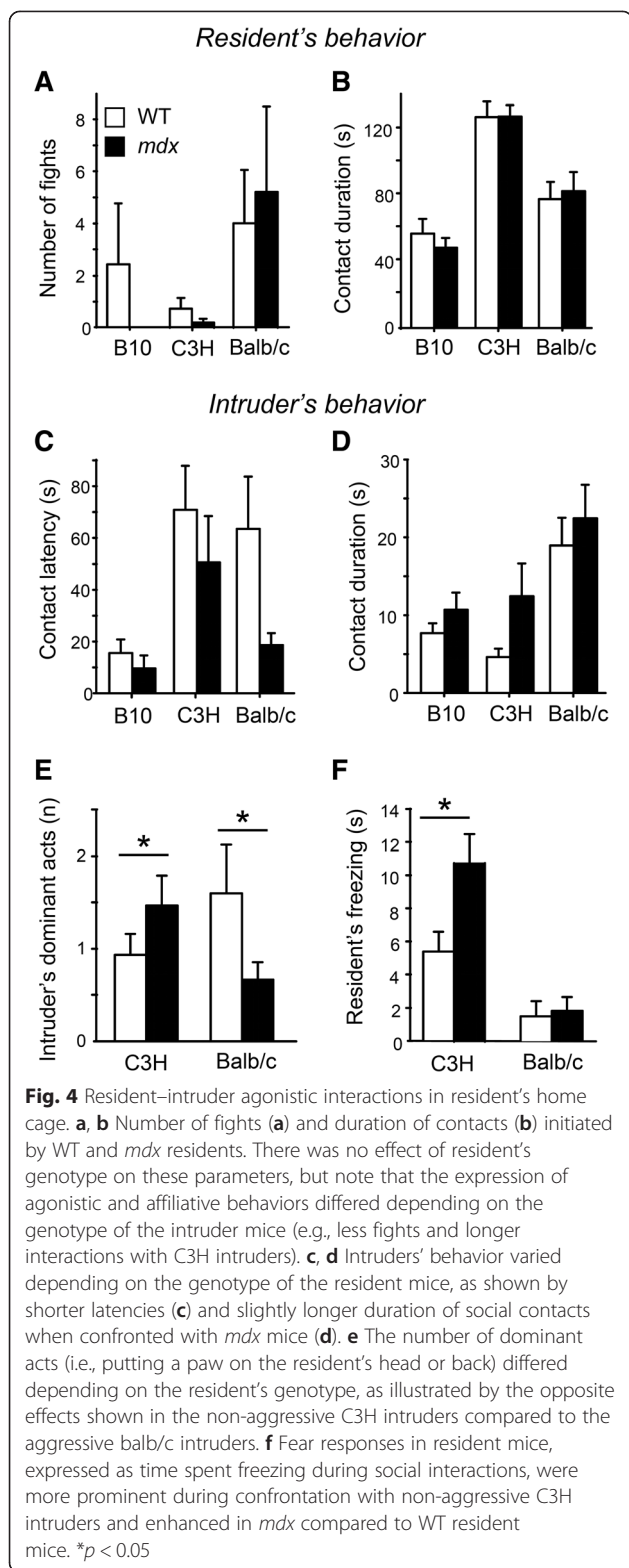 Resident's behavior
A
B
WT
mdx
Number of fights
8
6
4
2
0
B10 C3H Balb/c
Contact duration (s)
120
80
40
0
B10 C3H Balb/c
Intruder's behavior
C
D
Contact latency (s)
80
60
40
20
0
B10 C3H Balb/c
Contact duration (s)
30
20
10
0
B10 C3H Balb/c
E
F
Intruder's dominant acts (n)
2
1
0
* *
C3H Balb/c
Resident's freezing (s)
14
12
10
8
6
4
2
0
*
C3H Balb/c
Fig. 4 Resident–intruder agonistic interactions in resident's home
cage. a, b Number of fights (a) and duration of contacts (b) initiated
by WT and mdx residents. There was no effect of resident's
genotype on these parameters, but note that the expression of
agonistic and affiliative behaviors differed depending on the
genotype of the intruder mice (e.g., less fights and longer
interactions with C3H intruders). c, d Intruders' behavior varied
depending on the genotype of the resident mice, as shown by
shorter latencies (c) and slightly longer duration of social contacts
when confronted with mdx mice (d). e The number of dominant
acts (i.e., putting a paw on the resident's head or back) differed
depending on the resident's genotype, as illustrated by the opposite
effects shown in the non-aggressive C3H intruders compared to the
aggressive balb/c intruders. f Fear responses in resident mice,
expressed as time spent freezing during social interactions, were
more prominent during confrontation with non-aggressive C3H
intruders and enhanced in mdx compared to WT resident
mice. *p < 0.05